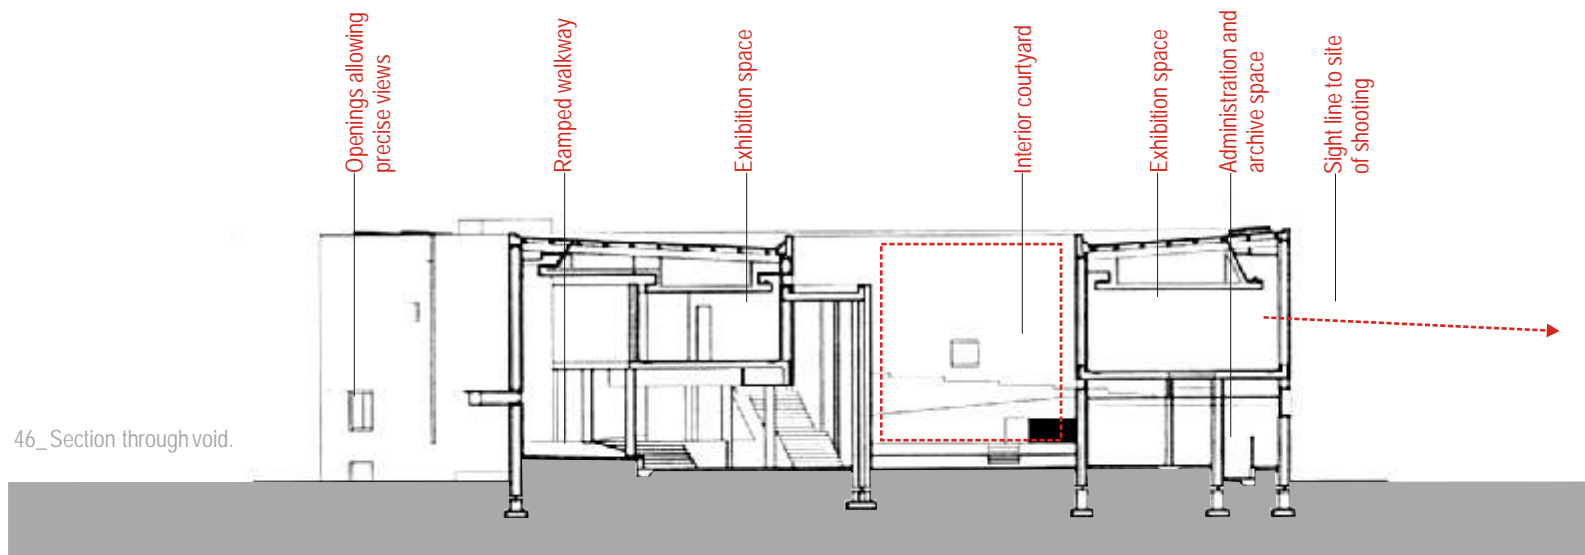 Openings allowing
precise views
Ramped walkway
Exhibition space
Interior courtyard
Exhibition space
Administration and
archive space
Sight line to site
of shooting
46_Section through void.